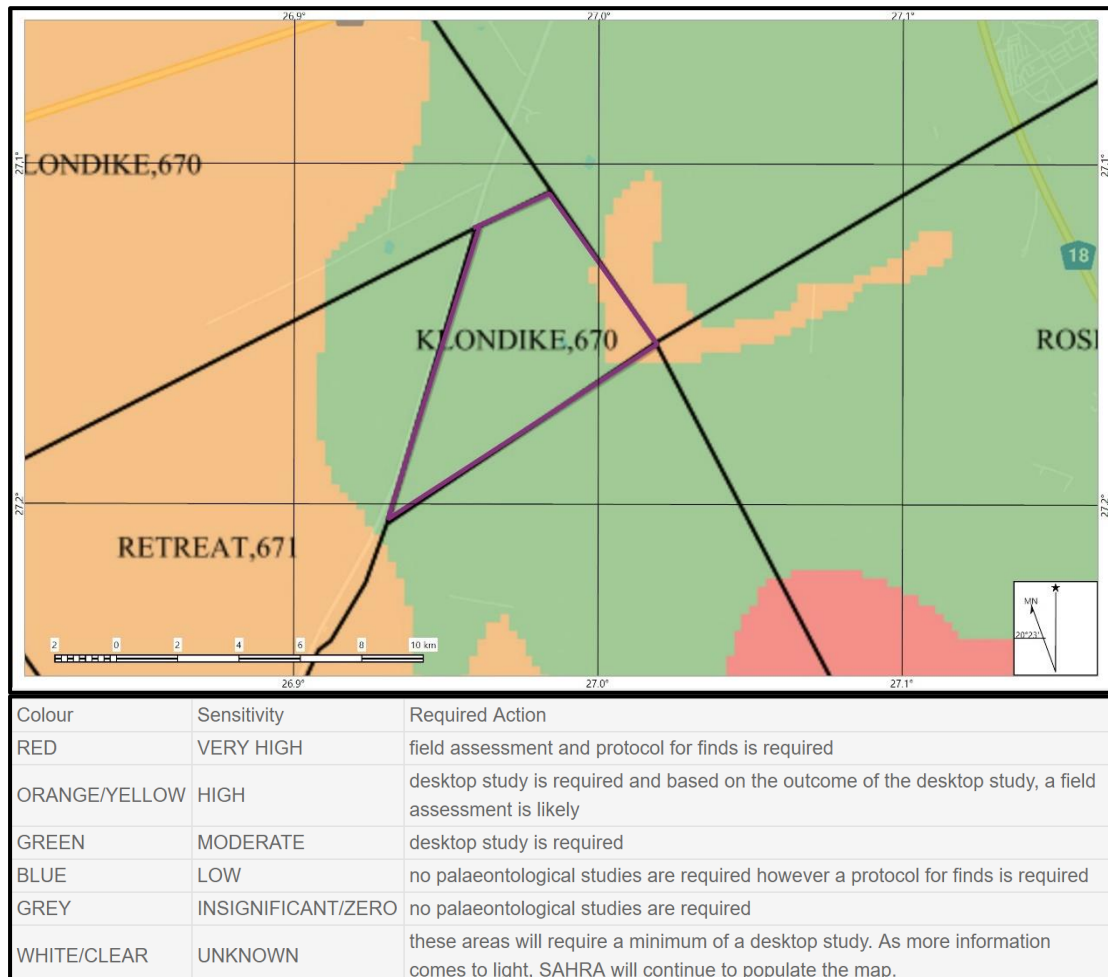 26.9° 27.0° 27.1°
LONDIKE,670
27.1° 27.1°
18
KLONDIKE,670 ROSI
27.2° 27.2°
RETREAT,671
MN
20°23'
2 0 2 4 6 8 10 km
26.9° 27.0° 27.1°
Colour Sensitivity Required Action
RED VERY HIGH field assessment and protocol for finds is required
ORANGE/YELLOW HIGH desktop study is required and based on the outcome of the desktop study, a field
assessment is likely
GREEN MODERATE desktop study is required
BLUE LOW no palaeontological studies are required however a protocol for finds is required
GREY INSIGNIFICANT/ZERO no palaeontological studies are required
WHITE/CLEAR UNKNOWN these areas will require a minimum of a desktop study. As more information
comes to light, SAHRA will continue to populate the map.